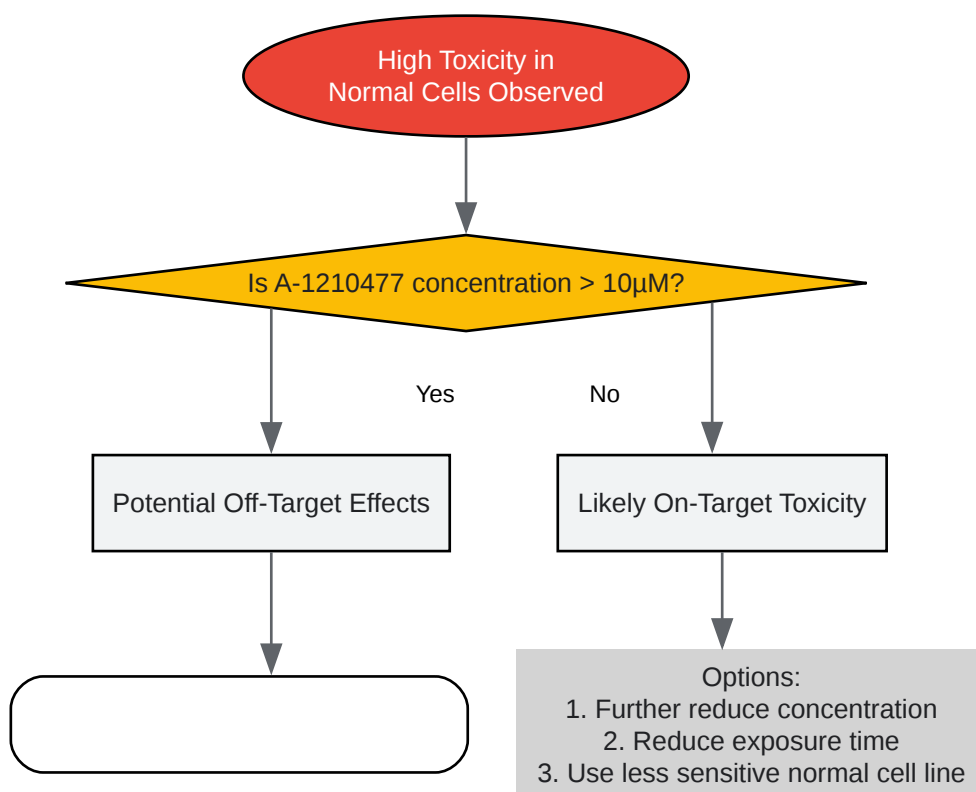 High Toxicity in
Normal Cells Observed
Is A-1210477 concentration > 10µM?
Yes
No
Potential Off-Target Effects
Likely On-Target Toxicity
Options:
1. Further reduce concentration
2. Reduce exposure time
3. Use less sensitive normal cell line